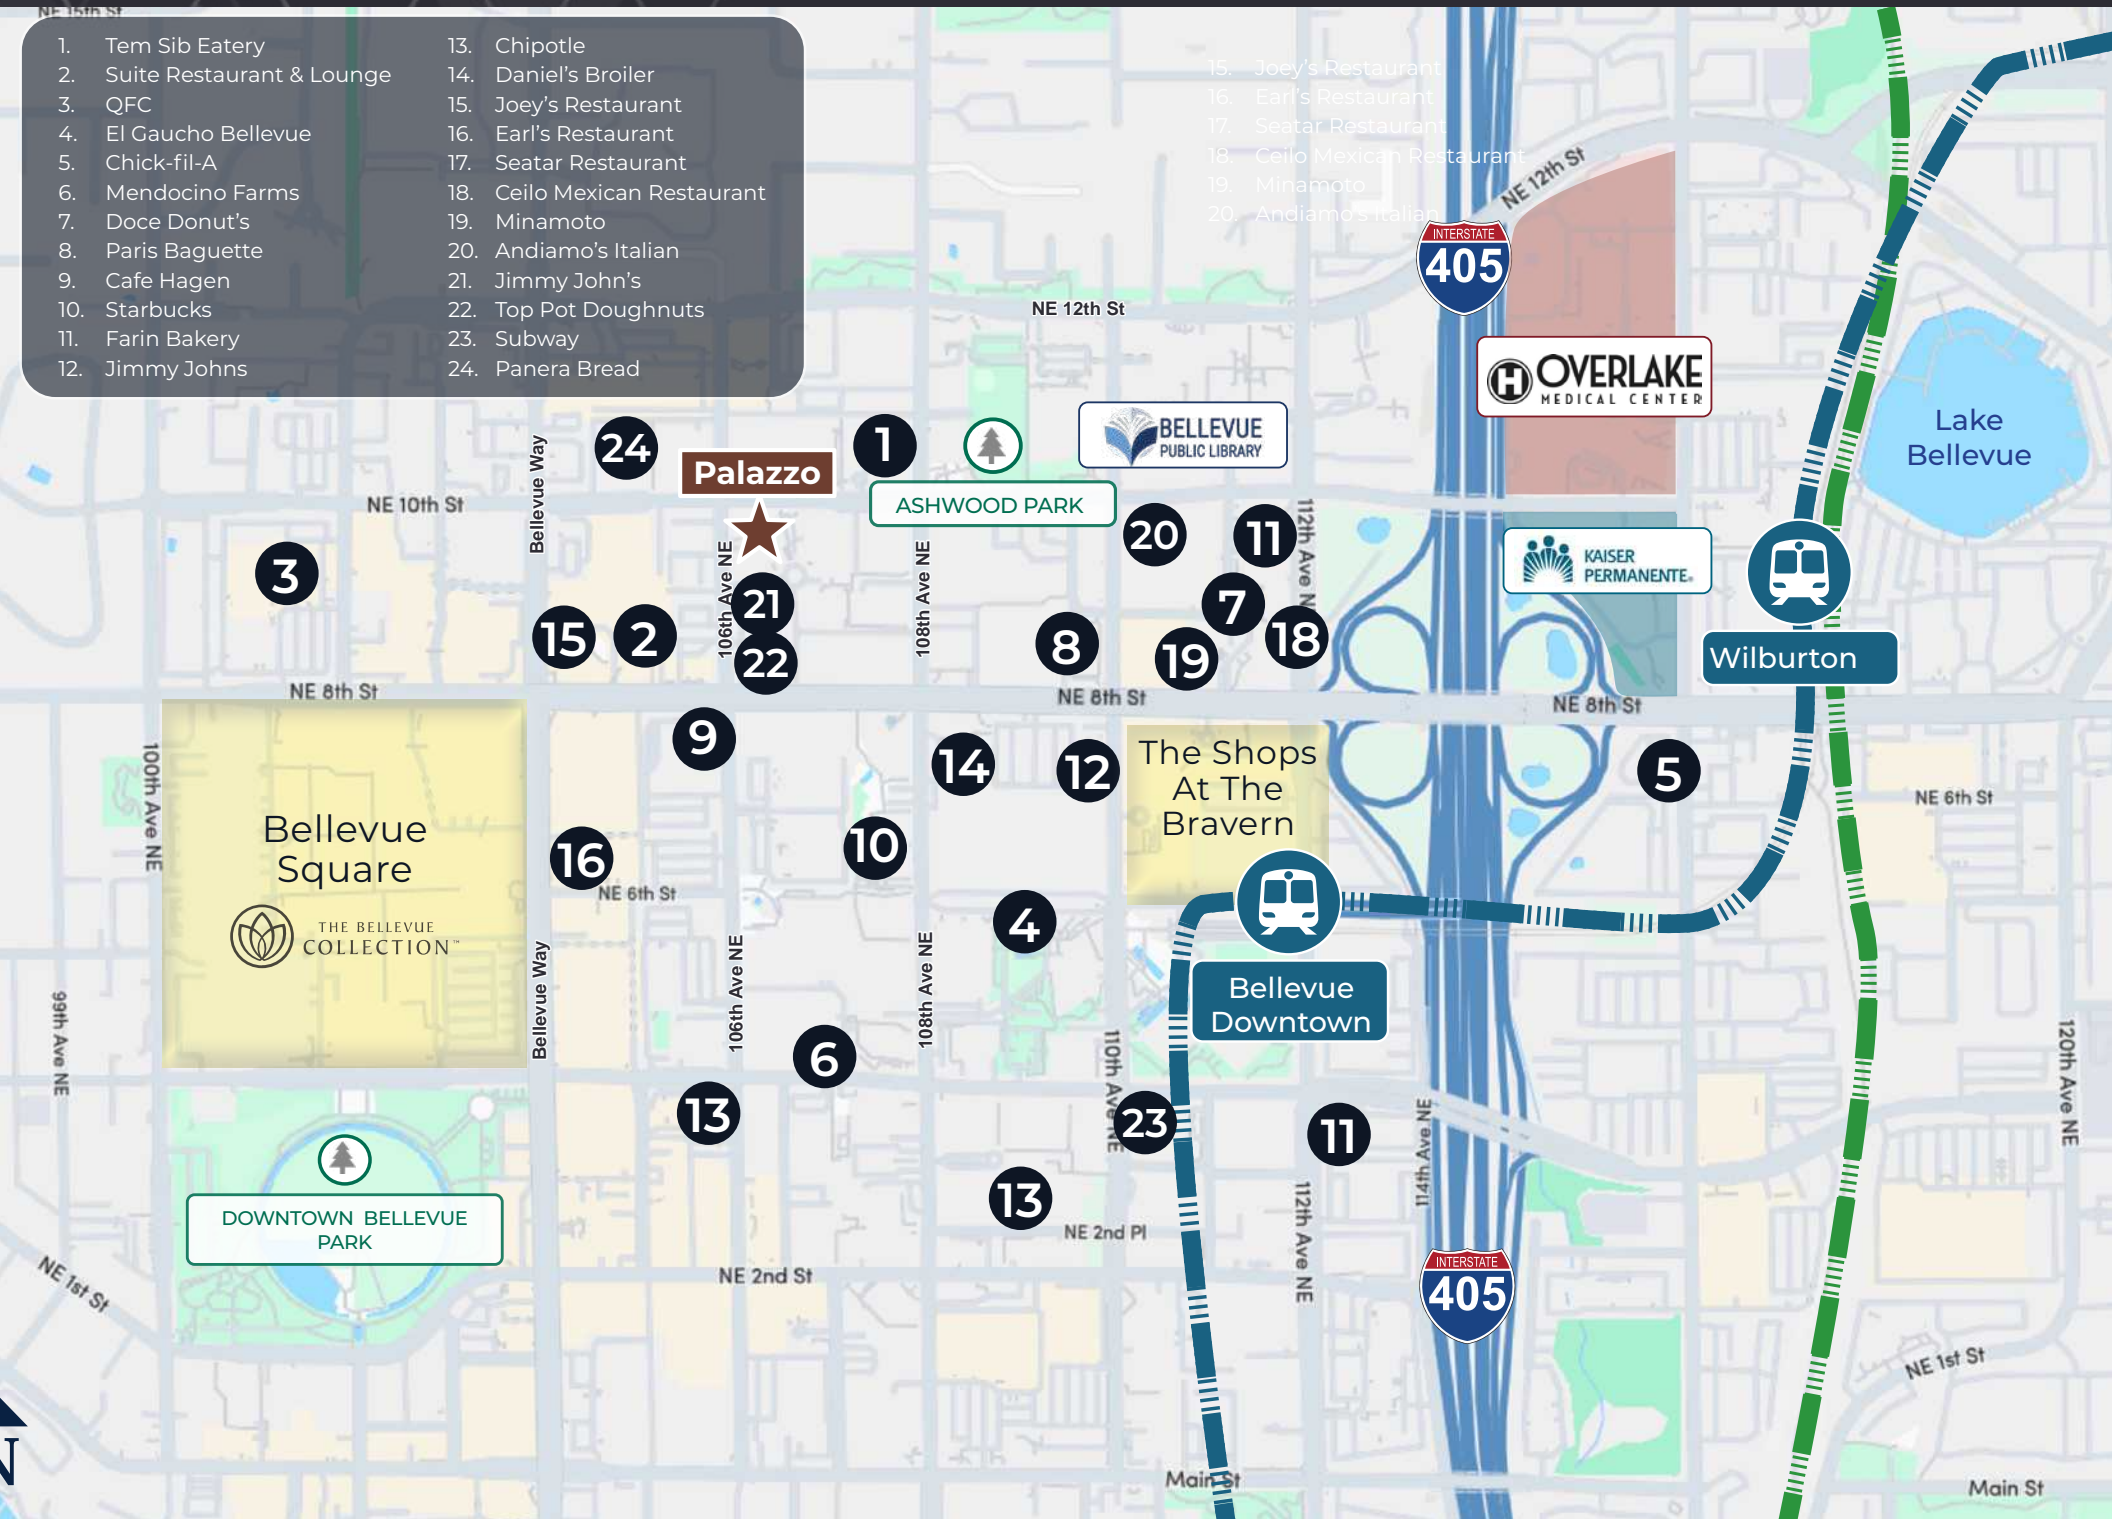 NE 15th St
1. Tem Sib Eatery
2. Suite Restaurant & Lounge
3. QFC
4. El Gaucho Bellevue
5. Chick-fil-A
6. Mendocino Farms
7. Doce Donut's
8. Paris Baguette
9. Cafe Hagen
10. Starbucks
11. Farin Bakery
12. Jimmy Johns
13. Chipotle
14. Daniel's Broiler
15. Joey's Restaurant
16. Earl's Restaurant
17. Seatar Restaurant
18. Ceilo Mexican Restaurant
19. Minamoto
20. Andiamo's Italian
21. Jimmy John's
22. Top Pot Doughnuts
23. Subway
24. Panera Bread
15. Joey's Restaurant
16. Earl's Restaurant
17. Seatar Restaurant
18. Ceilo Mexican Restaurant
19. Minamoto
20. Andiamo's Italian
NE 12th St
INTERSTATE
405
NE 12th St
OVERLAKE
MEDICAL CENTER
Lake
Bellevue
Bellevue Way
24
Palazzo
1
ASHWOOD PARK
BELLEVUE
PUBLIC LIBRARY
NE 10th St
3
15
2
106th Ave NE
21
22
108th Ave NE
20
11
112th Ave N
7
8
19
18
KAISER
PERMANENTE®
Wilburton
NE 8th St
NE 8th St
NE 8th St
100th Ave NE
Bellevue
Square
THE BELLEVUE
COLLECTION™
9
14
12
The Shops
At The
Bravern
5
NE 6th St
16
NE 6th St
10
4
Bellevue
Downtown
99th Ave NE
Bellevue Way
106th Ave NE
108th Ave NE
6
13
110th Ave NE
23
11
114th Ave NE
120th Ave NE
DOWNTOWN BELLEVUE
PARK
13
NE 2nd Pl
112th Ave NE
NE 1st St
NE 2nd St
INTERSTATE
405
NE 1st St
N
Main St
Main St